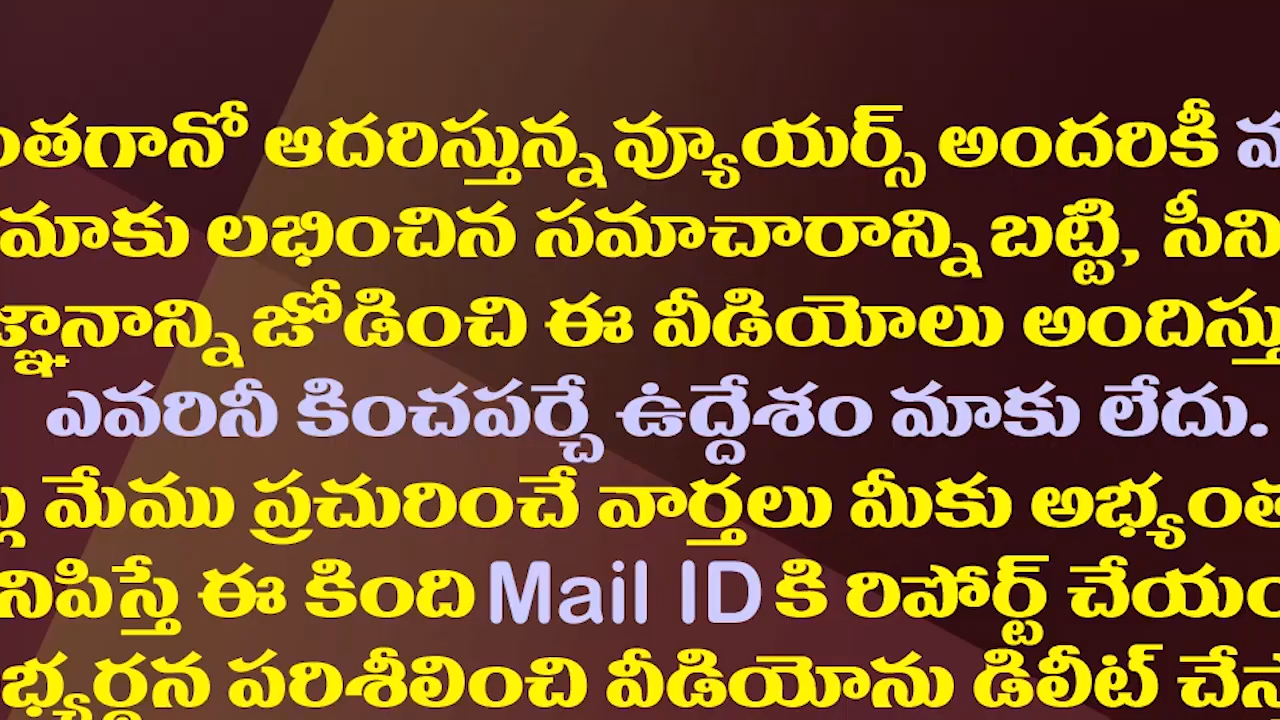 ఆదరిస్తున్న వ్యూయర్స్ అందరికీ
మాకు లభించిన సమాచారాన్ని బట్టి,
జోడించి ఈ వీడియోలు
ఎవరినీ కించపర్చే ఉద్దేశం మాకు లేదు.
మేము ప్రచురించే వార్తలు మీకు
ఈ కింది Mail ID కి రిపోర్ట్
పరిశీలించి వీడియోను డిలీట్